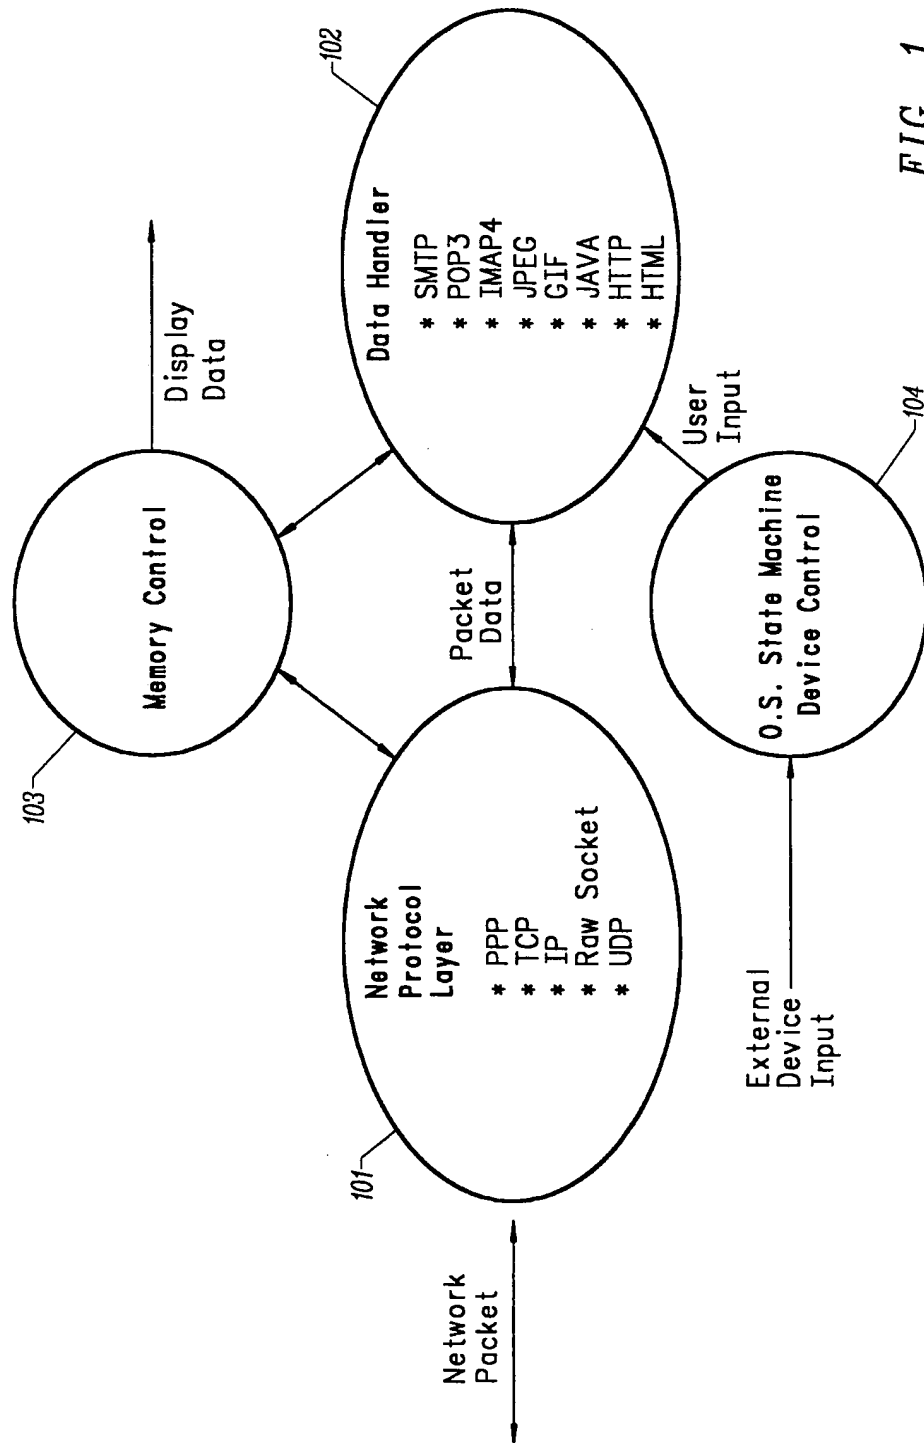 103
Memory Control
Display
Data
102
Data Handler
* SMTP
* POP3
* IMAP4
* JPEG
* GIF
* JAVA
* HTTP
* HTML
Network
Protocol
Layer
* PPP
* TCP
* IP
* Raw Socket
* UDP
101
Packet
Data
Network
Packet
User
Input
External
Device
Input
O.S. State Machine
Device Control
104
FIG. 1